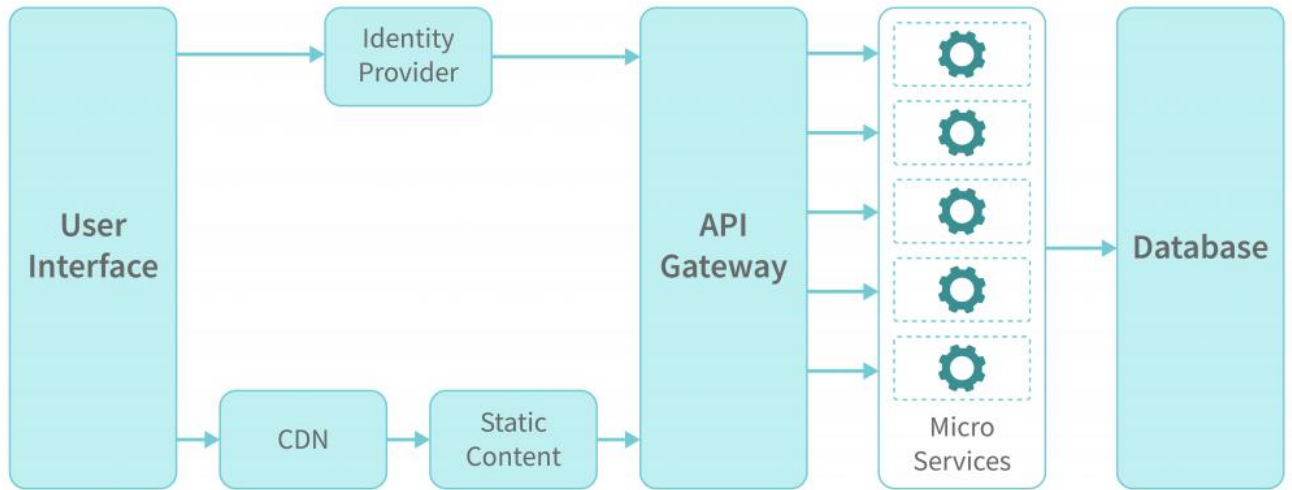 Identity
Provider
User
Interface
API
Gateway
Database
CDN
Static
Content
Micro
Services